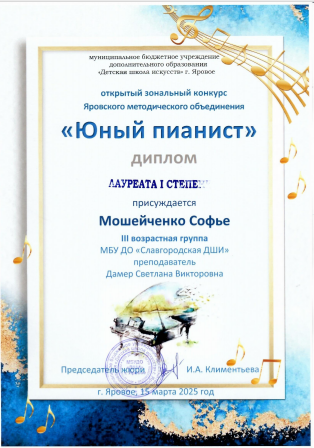 муниципальное бюджетное учреждение
дополнительного образования
«Детская школа искусств» г. Яровое
открытый зональный конкурс
Яровского методического объединения
«Юный пианист»
диплом
ЛАУРЕАТА I СТЕПЕНИ
присуждается
Мошейченко Софье
III возрастная группа
МБУ ДО «Славгородская ДШИ»
преподаватель
Дамер Светлана Викторовна
Председатель жюри И.А. Климентьева
г. Яровое, 15 марта 2025 год